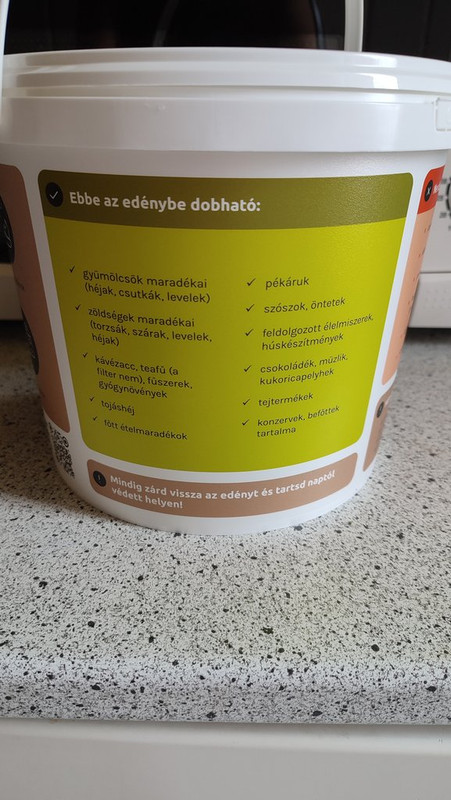 Ebbe az edénybe dobható:
gyümölcsök maradékai
(héjak, csutkák, levelek)
zöldségek maradékai
(torzsák, szárak, levelek,
héjak)
kávézacc, teafű (a
filter nem), fűszerek,
gyógynövények
tojáshéj
főtt ételmaradékok
pékáruk
szószok, öntetek
feldolgozott élelmiszerek,
húskészítmények
csokoládék, müzlik,
kukoricapelyhek
tejtermékek
konzervek, befőttek
tartalma
Mindig zárd vissza az edényt és tartsd naptól
védett helyen!